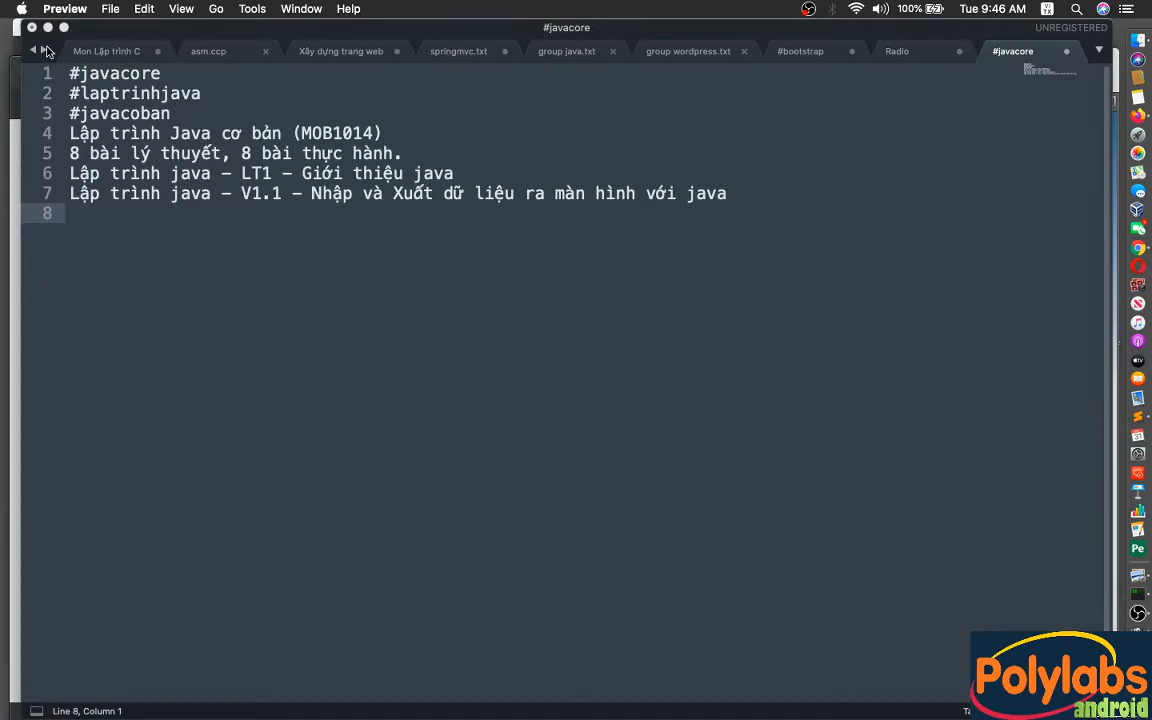 Preview File Edit View Go Tools Window Help
100% Tue 9:46 AM
#javacore
UNREGISTERED
Mon Lập trình C asm.ccp Xây dựng trang web springmvc.txt group java.txt group wordpress.txt #bootstrap Radio #javacore
1 #javacore
2 #laptrinhjava
3 #javacoban
4 Lập trình Java cơ bản (MOB1014)
5 8 bài lý thuyết, 8 bài thực hành.
6 Lập trình java – LT1 – Giới thiệu java
7 Lập trình java – V1.1 – Nhập và Xuất dữ liệu ra màn hình với java
8
Line 8, Column 1
Polylabs
android